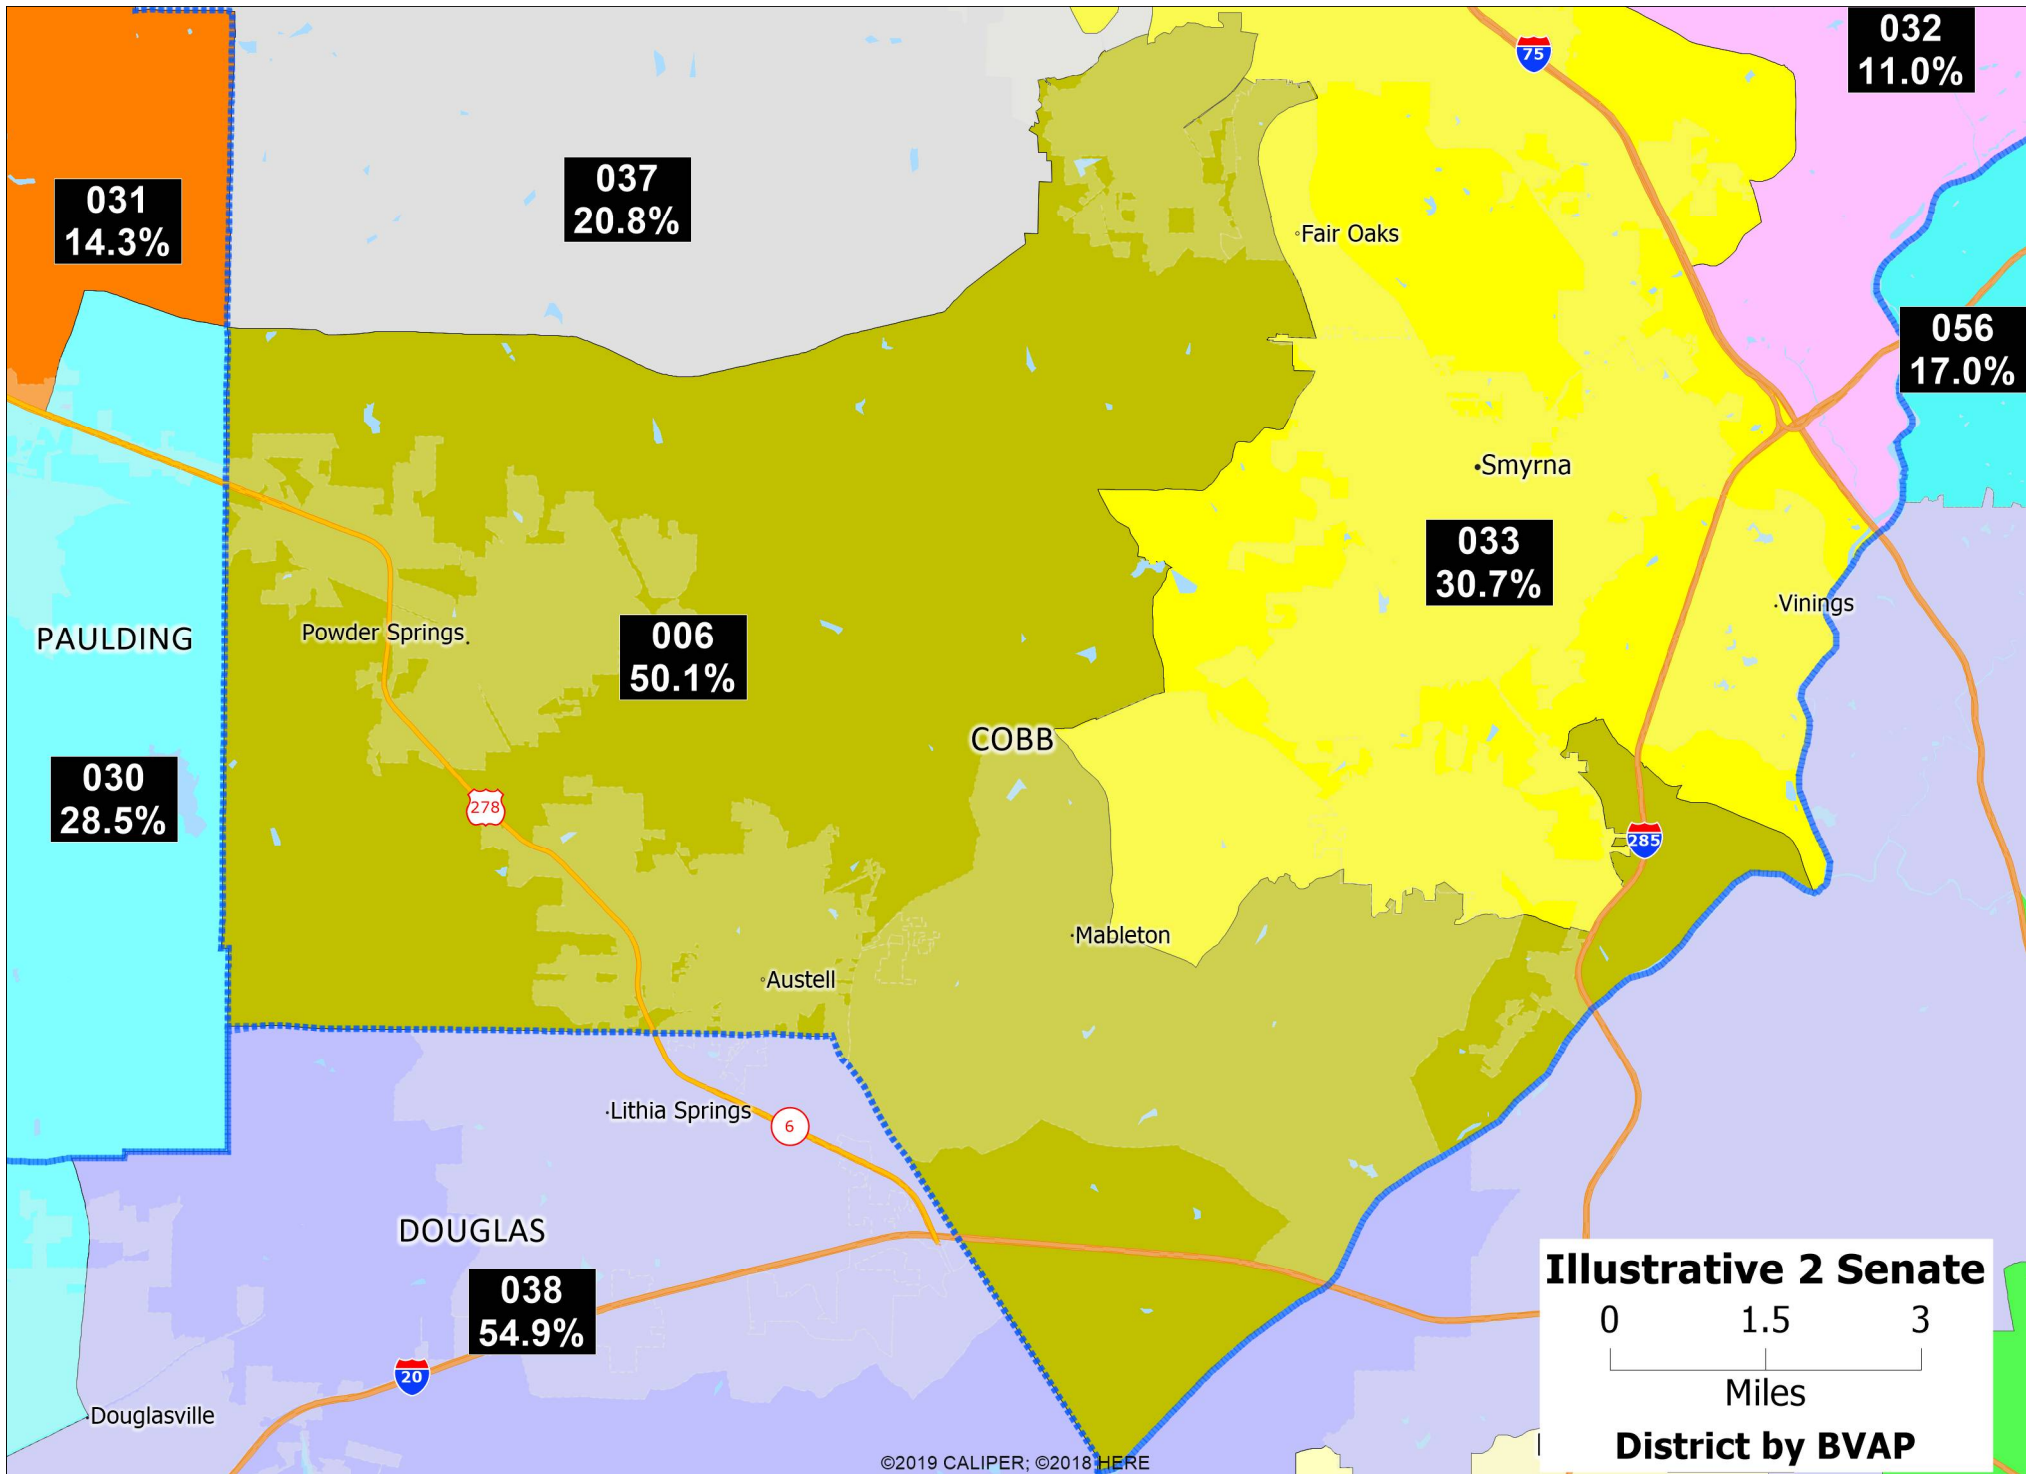 032
11.0%
75
037
20.8%
031
14.3%
Fair Oaks
056
17.0%
Smyrna
033
30.7%
Vinings
PAULDING
Powder Springs
006
50.1%
COBB
030
28.5%
278
285
Mableton
Austell
Lithia Springs
6
DOUGLAS
038
54.9%
20
Douglasville
Illustrative 2 Senate
0 1.5 3
Miles
District by BVAP
©2019 CALIPER; ©2018 HERE